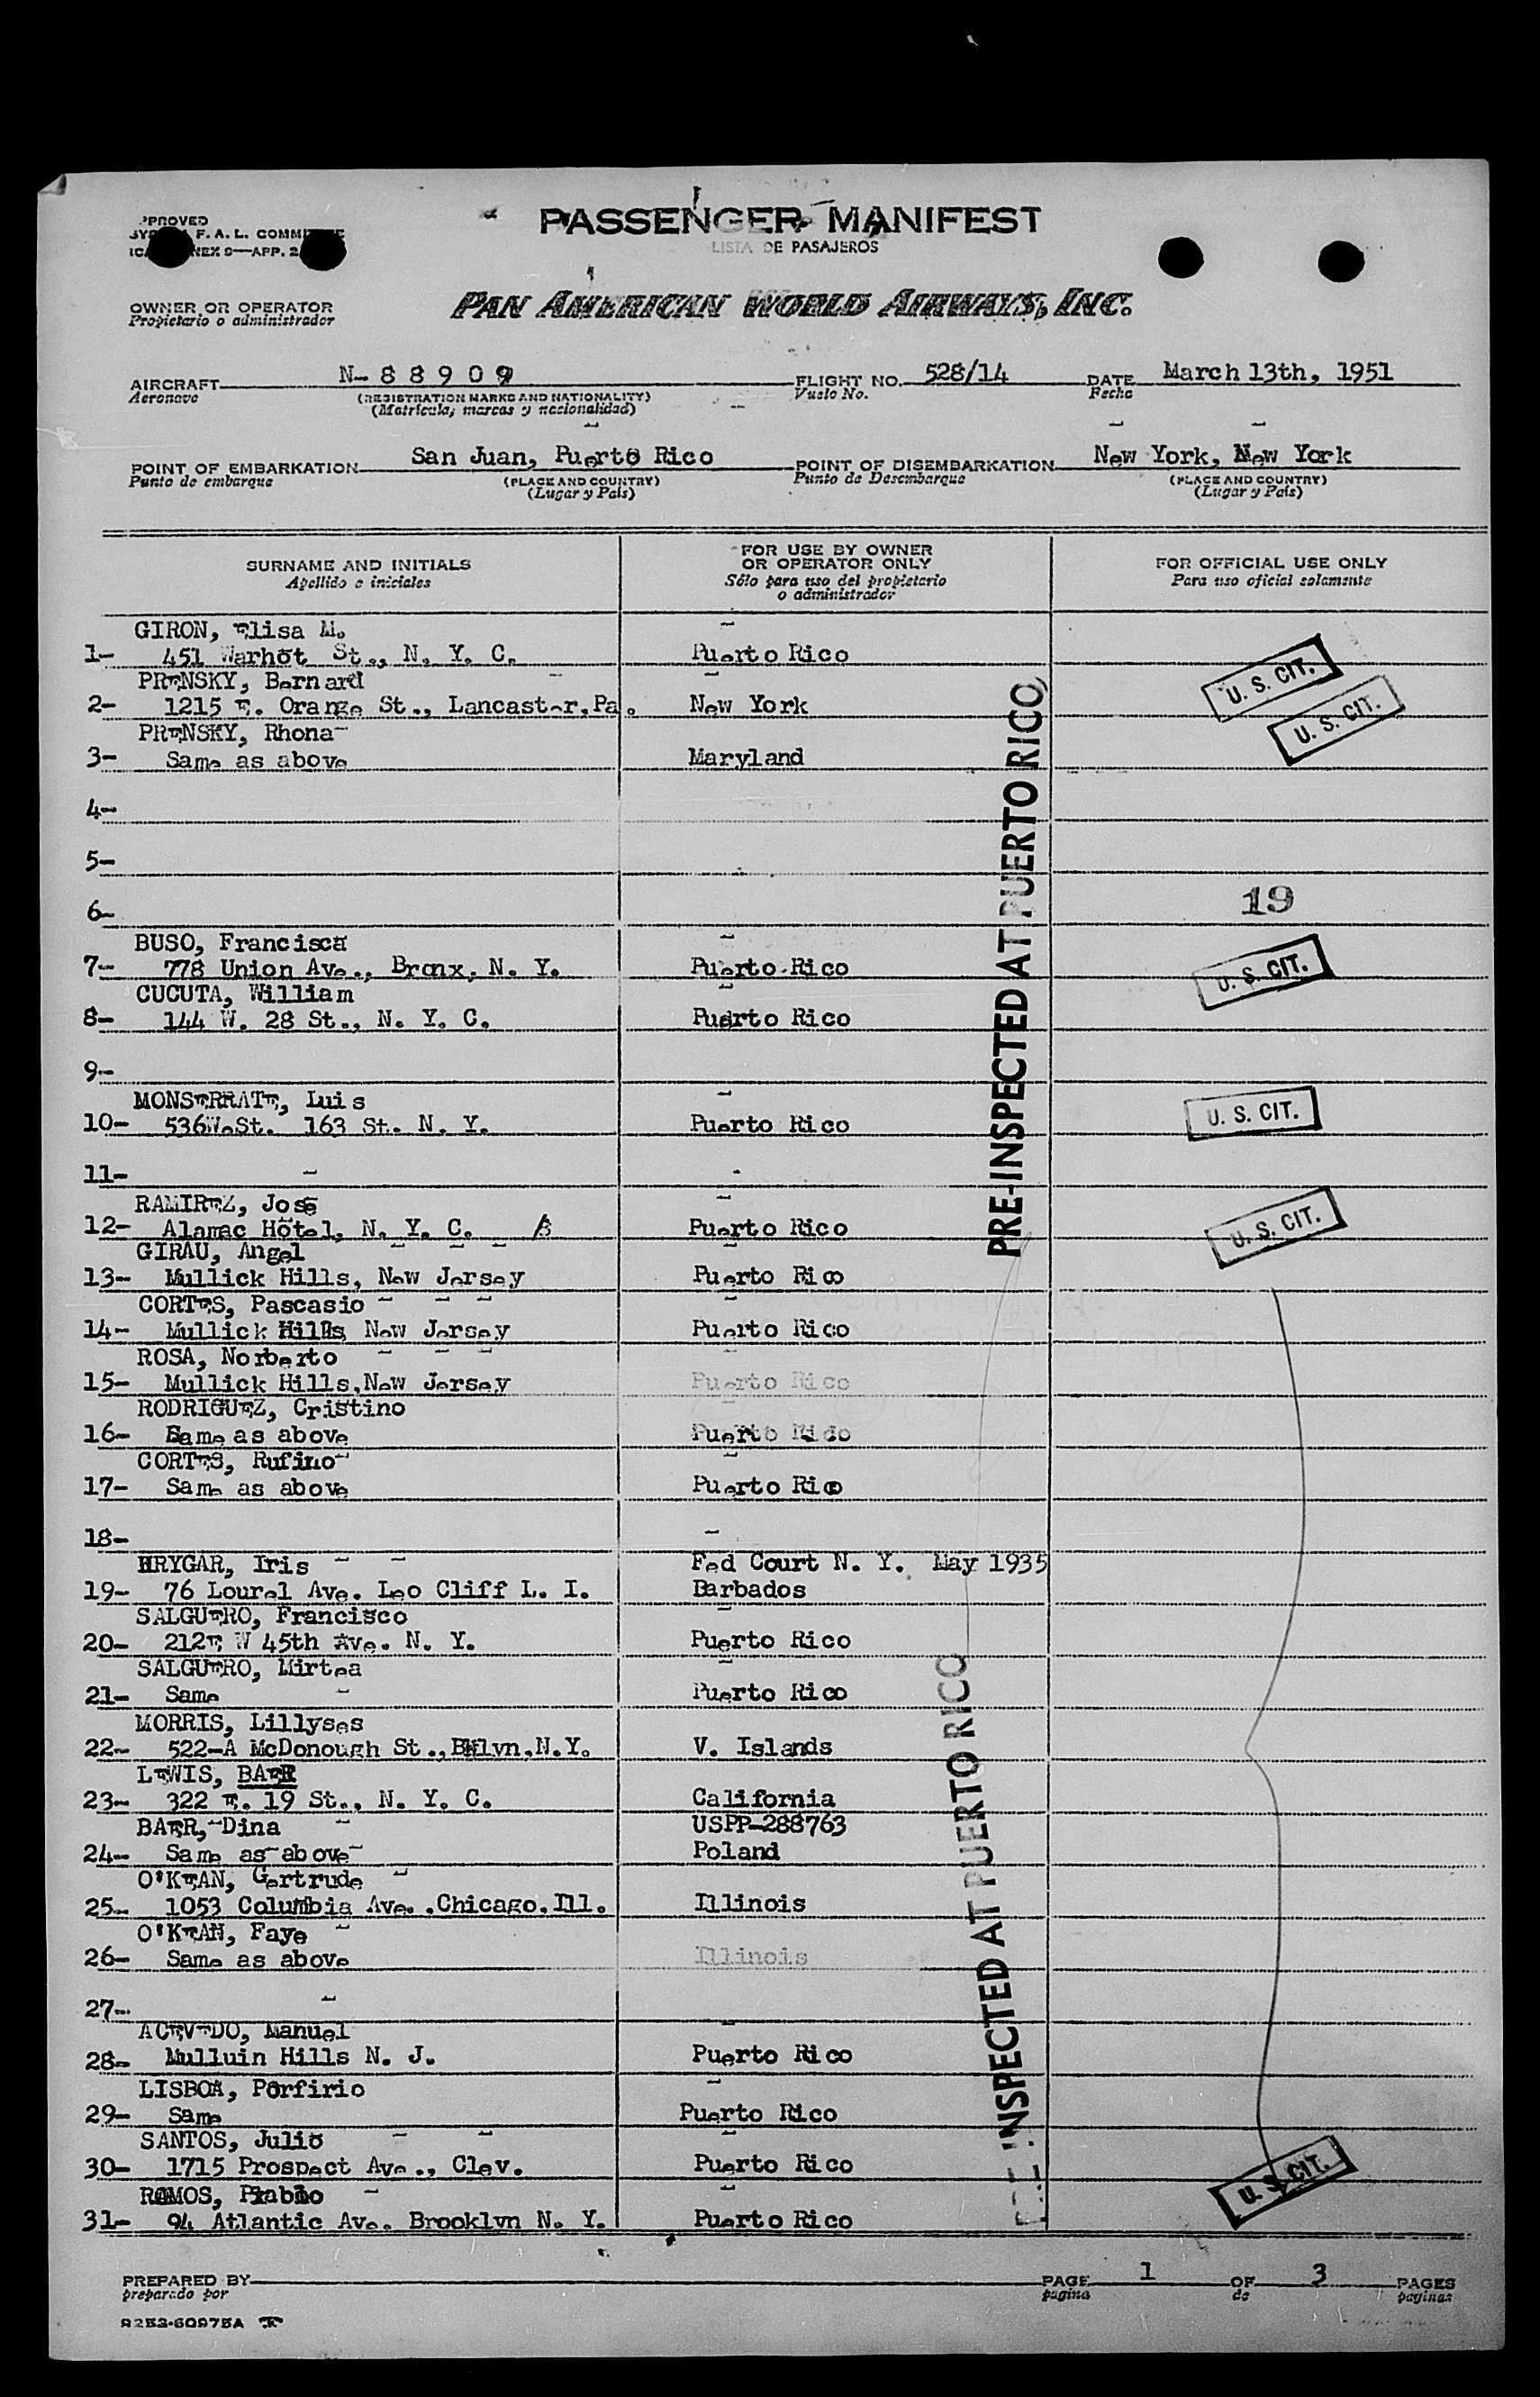 PASSENGER MANIFEST
LISTA DE PASAJEROS
PPROVED
F. A. L. COMMITTEE
NEX 9—APP. 2
OWNER OR OPERATOR
Propietario o administrador
PAN AMERICAN WORLD AIRWAYS, INC.
AIRCRAFT N-88909 FLIGHT NO. 528/14 DATE March 13th, 1951
Aeronave (REGISTRATION MARKS AND NATIONALITY) Vuelo No. Fecha
(Matrícula, marcas y nacionalidad)
POINT OF EMBARKATION San Juan, Puerto Rico POINT OF DISEMBARKATION New York, New York
Punto de embarque (PLACE AND COUNTRY) Punto de Desembarque (PLACE AND COUNTRY)
(Lugar y País) (Lugar y País)
SURNAME AND INITIALS FOR USE BY OWNER OR OPERATOR ONLY FOR OFFICIAL USE ONLY
Apellido e iniciales Sólo para uso del propietario o administrador Para uso oficial solamente
GIRON, Elisa M.
1- 451 Warhot St., N. Y. C. Puerto Rico U. S. CIT.
PRENSKY, Bernard
2- 1215 E. Orange St., Lancaster, Pa. New York U. S. CIT.
PRENSKY, Rhona
3- Same as above Maryland
4-
5-
6- 19
BUSO, Francisca
7- 778 Union Ave., Bronx, N. Y. Puerto Rico U. S. CIT.
CUCUTA, William
8- 144 W. 28 St., N. Y. C. Puerto Rico
9-
MONSERRATE, Luis
10- 536W.St. 163 St. N. Y. Puerto Rico U. S. CIT.
11-
RAMIREZ, Jose
12- Alamac Hotel, N. Y. C. Puerto Rico U. S. CIT.
GIRAU, Angel
13- Mullick Hills, New Jersey Puerto Rico
CORTES, Pascasio
14- Mullick Hills New Jersey Puerto Rico
ROSA, Norberto
15- Mullick Hills, New Jersey Puerto Rico
RODRIGUEZ, Cristino
16- Same as above Puerto Rico
CORTES, Rufino
17- Same as above Puerto Rico
18-
HRYGAR, Iris Fed Court N. Y. May 1935
19- 76 Lourel Ave. Leo Cliff L. I. Barbados
SALGUERO, Francisco
20- 212E W 45th Ave. N. Y. Puerto Rico
SALGUERO, Mirtea
21- Same Puerto Rico
MORRIS, Lillyses
22- 522-A McDonough St., Bklyn, N.Y. V. Islands
LEWIS, BAER
23- 322 E. 19 St., N. Y. C. California
BAER, Dina USPP-288763
24- Same as above Poland
O'KEAN, Gertrude
25- 1053 Columbia Ave., Chicago, Ill. Illinois
O'KEAN, Faye
26- Same as above Illinois
27-
ACEVEDO, Manuel
28- Mulluin Hills N. J. Puerto Rico
LISBOA, Porfirio
29- Same Puerto Rico
SANTOS, Julio
30- 1715 Prospect Ave., Clev. Puerto Rico
RAMOS, Pablo
31- 94 Atlantic Ave. Brooklyn N. Y. Puerto Rico U. S. CIT.
PRE-INSPECTED AT PUERTO RICO
PRE-INSPECTED AT PUERTO RICO
PREPARED BY PAGE 1 OF 3 PAGES
preparado por página de páginas